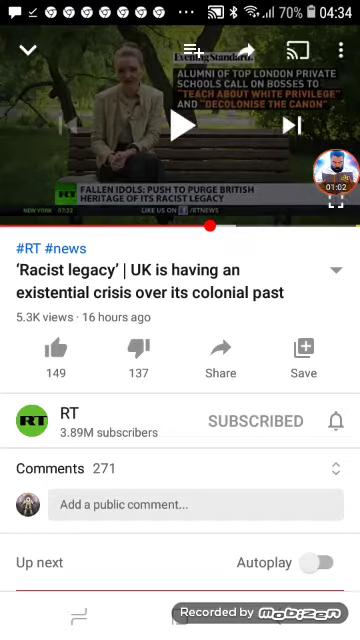 70% 04:34
Evening Standard
ALUMNI OF TOP LONDON PRIVATE
SCHOOLS CALL ON BOSSES TO
"TEACH ABOUT WHITE PRIVILEGE"
AND "DECOLONISE THE CANON"
01:02
RT FALLEN IDOLS: PUSH TO PURGE BRITISH
HERITAGE OF ITS RACIST LEGACY
NEW YORK 07:32 LIKE US ON f /RTNEWS
#RT #news
‘Racist legacy’ | UK is having an
existential crisis over its colonial past
5.3K views · 16 hours ago
149 137 Share Save
RT RT SUBSCRIBED
3.89M subscribers
Comments 271
Add a public comment...
Up next Autoplay
Recorded by mobizen